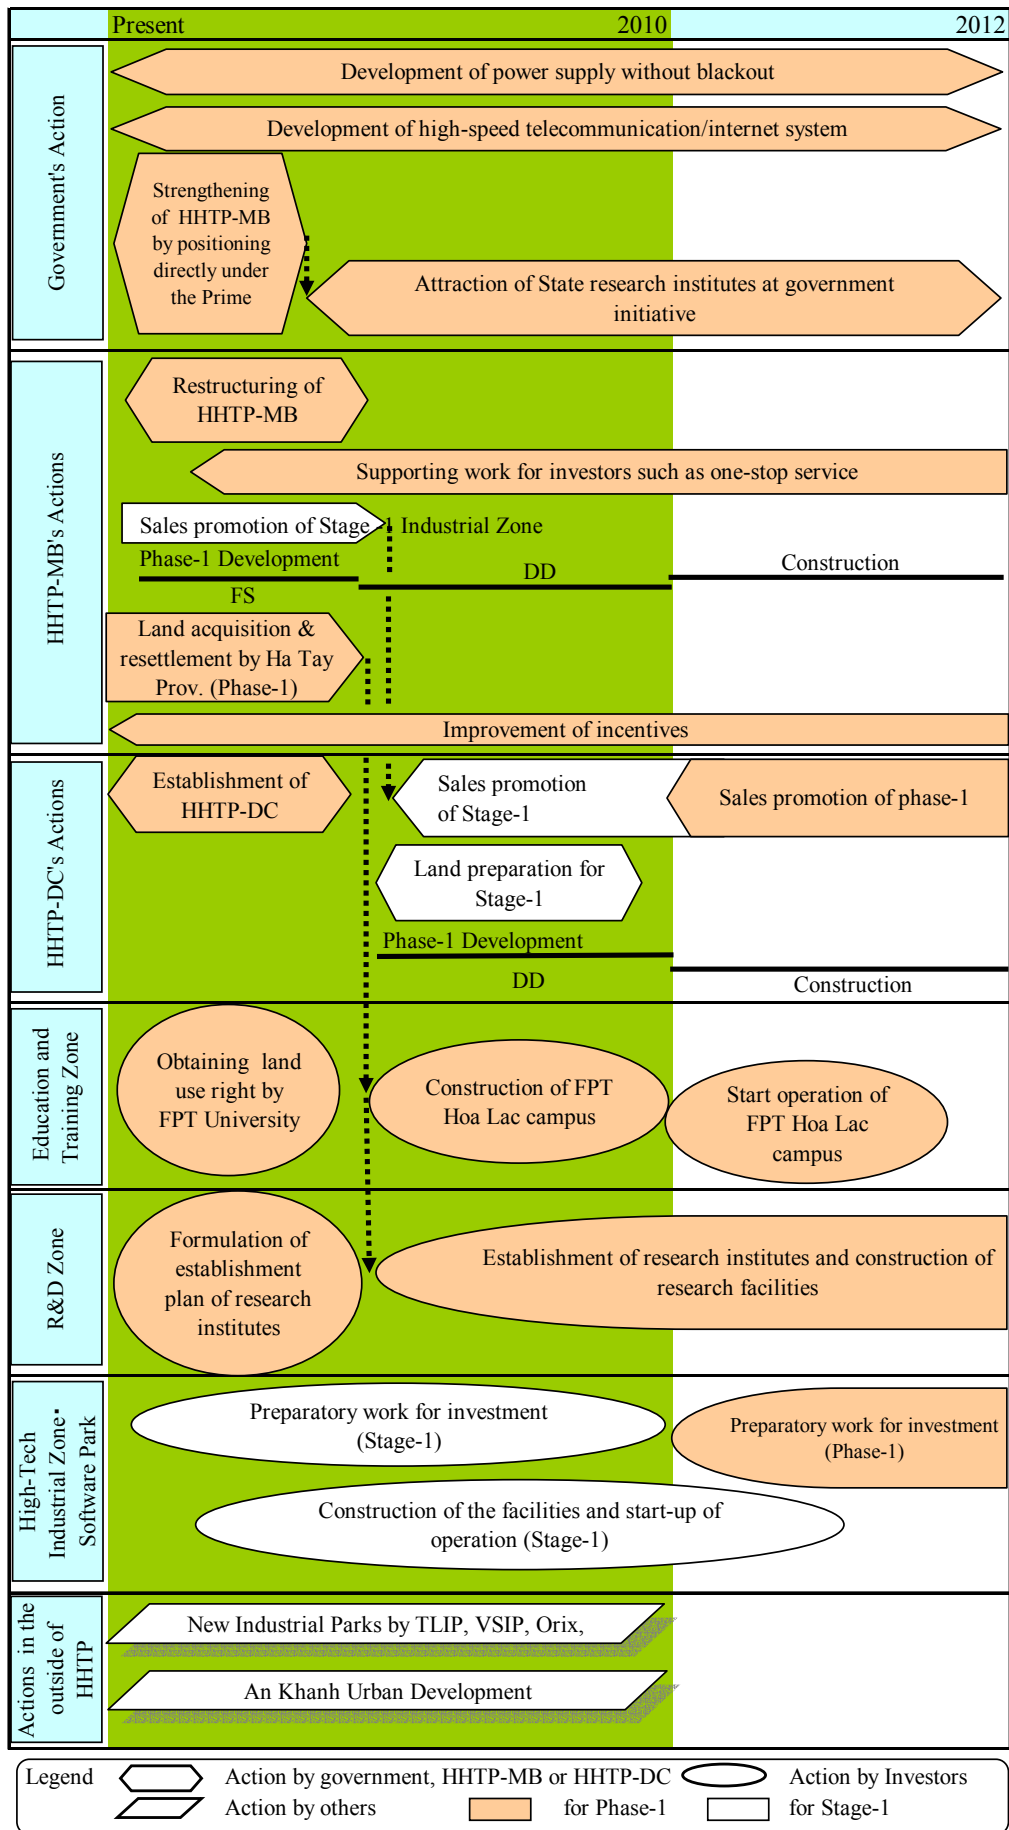 Present 2010 2012
Government's Action
Development of power supply without blackout
Development of high-speed telecommunication/internet system
Strengthening
of HHTP-MB
by positioning
directly under
the Prime
Attraction of State research institutes at government
initiative
HHTP-MB's Actions
Restructuring of
HHTP-MB
Supporting work for investors such as one-stop service
Sales promotion of Stage-1 Industrial Zone
Phase-1 Development
FS
DD
Construction
Land acquisition &
resettlement by Ha Tay
Prov. (Phase-1)
Improvement of incentives
HHTP-DC's Actions
Establishment of
HHTP-DC
Sales promotion
of Stage-1
Sales promotion of phase-1
Land preparation for
Stage-1
Phase-1 Development
DD
Construction
Education and
Training Zone
Obtaining land
use right by
FPT University
Construction of FPT
Hoa Lac campus
Start operation of
FPT Hoa Lac
campus
R&D Zone
Formulation of
establishment
plan of research
institutes
Establishment of research institutes and construction of
research facilities
High-Tech
Industrial Zone・
Software Park
Preparatory work for investment
(Stage-1)
Preparatory work for investment
(Phase-1)
Construction of the facilities and start-up of
operation (Stage-1)
Actions in the
outside of
HHTP
New Industrial Parks by TLIP, VSIP, Orix,
An Khanh Urban Development
Legend
Action by government, HHTP-MB or HHTP-DC
Action by Investors
Action by others
for Phase-1
for Stage-1